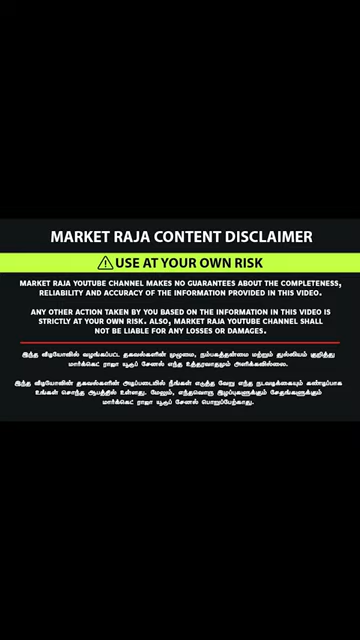 MARKET RAJA CONTENT DISCLAIMER
⚠USE AT YOUR OWN RISK
MARKET RAJA YOUTUBE CHANNEL MAKES NO GUARANTEES ABOUT THE COMPLETENESS,
RELIABILITY AND ACCURACY OF THE INFORMATION PROVIDED IN THIS VIDEO.
ANY OTHER ACTION TAKEN BY YOU BASED ON THE INFORMATION IN THIS VIDEO IS
STRICTLY AT YOUR OWN RISK. ALSO, MARKET RAJA YOUTUBE CHANNEL SHALL
NOT BE LIABLE FOR ANY LOSSES OR DAMAGES.
இந்த வீடியோவில் வழங்கப்பட்ட தகவல்களின் முழுமை, நம்பகத்தன்மை மற்றும் துல்லியம் குறித்து
மார்க்கெட் ராஜா யூடியூப் சேனல் எந்த உத்தரவாதமும் அளிக்கவில்லை.
இந்த வீடியோவின் தகவல்களின் அடிப்படையில் நீங்கள் எடுத்த வேறு எந்த நடவடிக்கையும் கண்டிப்பாக
உங்கள் சொந்த ஆபத்தில் உள்ளது. மேலும், எந்தவொரு இழப்புகளுக்கும் சேதங்களுக்கும்
மார்க்கெட் ராஜா யூடியூப் சேனல் பொறுப்பேற்காது.